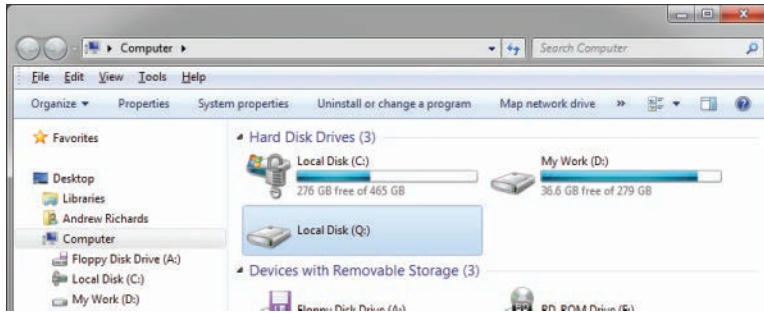 Computer
Search Computer
File Edit View Tools Help
Organize Properties System properties Uninstall or change a program Map network drive »
Favorites
Desktop
Libraries
Andrew Richards
Computer
Floppy Disk Drive (A:)
Local Disk (C:)
My Work (D:)
Hard Disk Drives (3)
Local Disk (C:)
276 GB free of 465 GB
My Work (D:)
36.6 GB free of 279 GB
Local Disk (Q:)
Devices with Removable Storage (3)
Floppy Disk Drive (A:)